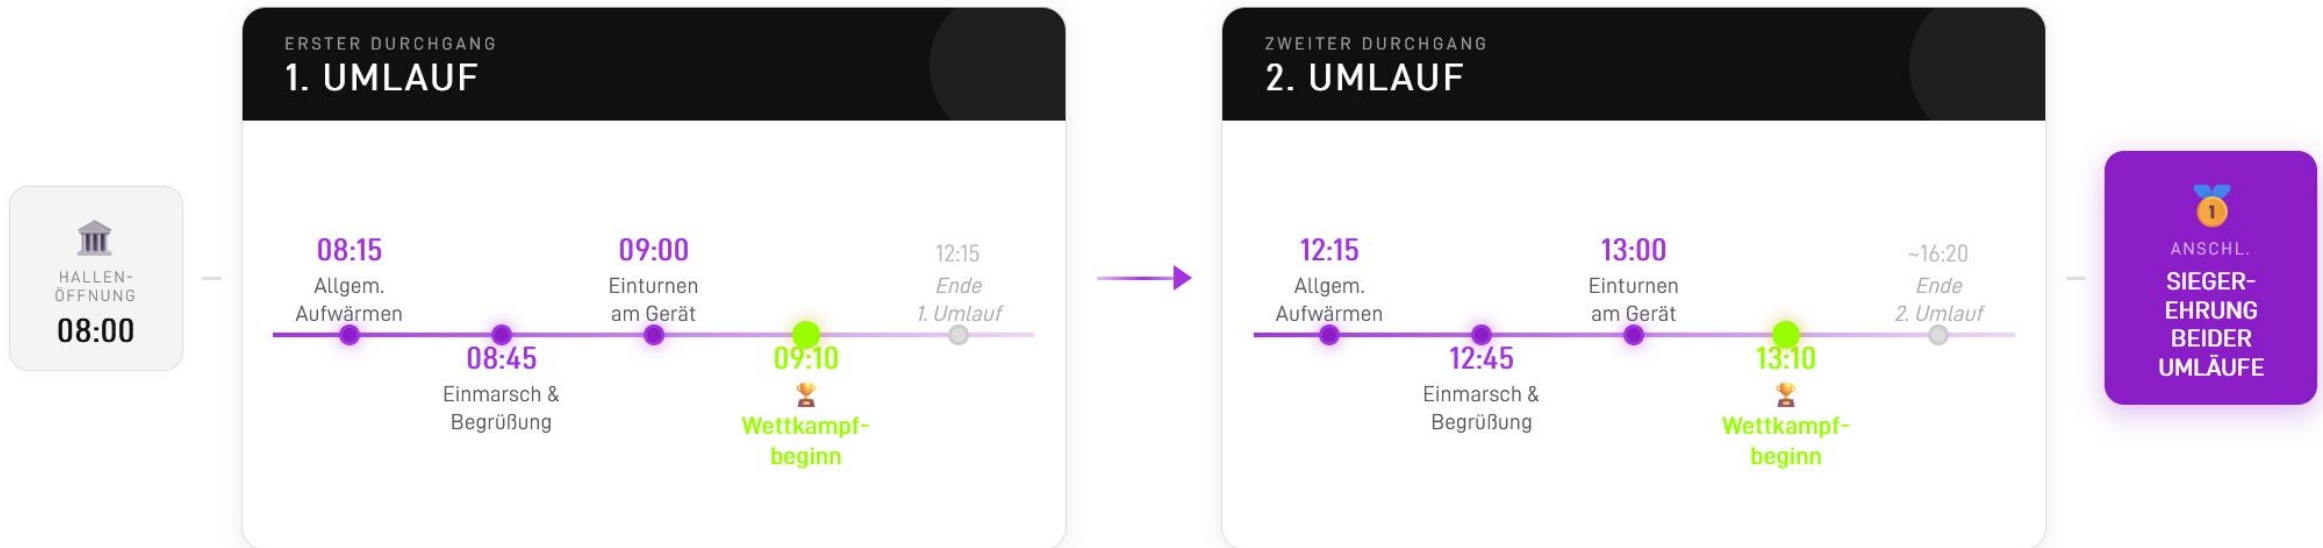 HALLEN-
ÖFFNUNG
08:00
ERSTER DURCHGANG
1. UMLAUF
08:15
Allgem.
Aufwärmen
08:45
Einmarsch &
Begrüßung
09:00
Einturnen
am Gerät
09:10
Wettkampf-
beginn
12:15
Ende
1. Umlauf
ZWEITER DURCHGANG
2. UMLAUF
12:15
Allgem.
Aufwärmen
12:45
Einmarsch &
Begrüßung
13:00
Einturnen
am Gerät
13:10
Wettkampf-
beginn
~16:20
Ende
2. Umlauf
1
ANSCHL.
SIEGER-
EHRUNG
BEIDER
UMLÄUFE